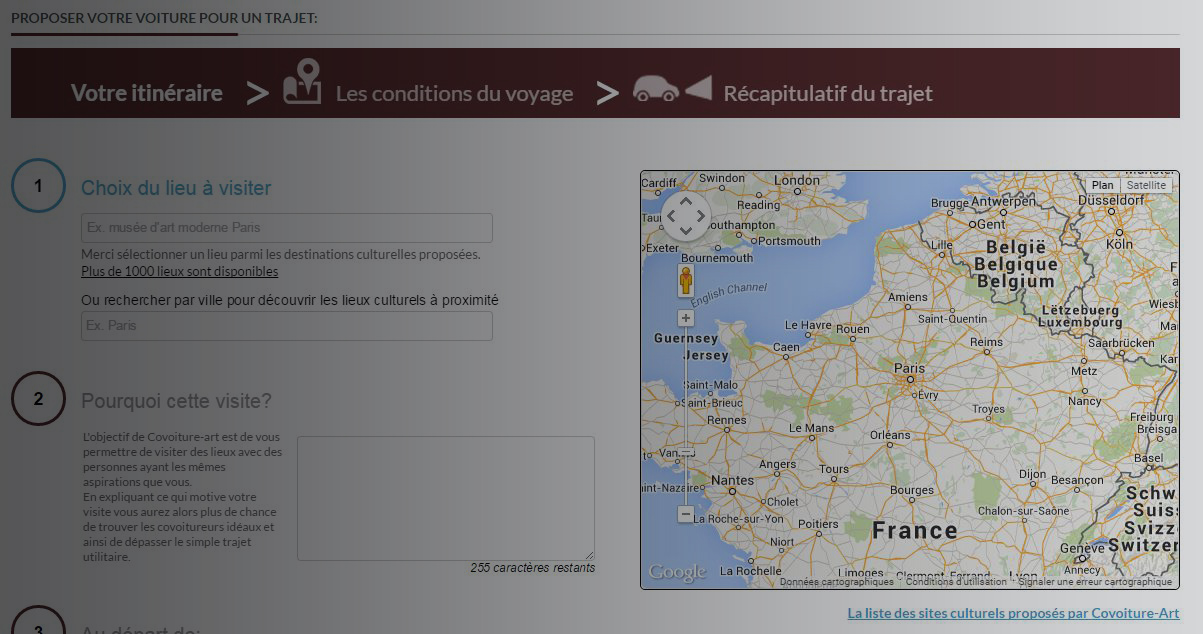 PROPOSER VOTRE VOITURE POUR UN TRAJET:
Votre itinéraire > Les conditions du voyage > Récapitulatif du trajet
1 Choix du lieu à visiter
Ex. musée d'art moderne Paris
Merci sélectionner un lieu parmi les destinations culturelles proposées.
Plus de 1000 lieux sont disponibles
Ou rechercher par ville pour découvrir les lieux culturels à proximité
Ex. Paris
2 Pourquoi cette visite?
L'objectif de Covoiture-art est de vous
permettre de visiter des lieux avec des
personnes ayant les mêmes
aspirations que vous.
En expliquant ce qui motive votre
visite vous aurez alors plus de chance
de trouver les covoitureurs idéaux et
ainsi de dépasser le simple trajet
utilitaire.
255 caractères restants
3 Au départ de:
Plan Satellite
Cardiff Swindon London
Reading
Düsseldorf
Brugge Antwerpen
Gent
outhampton
Exeter Portsmouth
Bournemouth
Lille
Köln
België
Belgique
Belgium
English Channel
Amiens
Saint-Quentin
Lëtzebuerg
Luxembourg
Le Havre Rouen
Guernsey
Jersey
Caen
Reims
Saarbrücken
Metz
Paris
Évry
Nancy
Saint-Malo
Saint-Brieuc
Rennes
Troyes
Freiburg
Le Mans
Orléans
Basel
Angers
Tours
Dijon
Besançon
Nantes
Bourges
Cholet
Chalon-sur-Saône
La Roche-sur-Yon
Poitiers
France
Niort
Genève
Annecy
La Rochelle
Limoges
Clermont-Ferrand
Lyon
Google
Données cartographiques Conditions d'utilisation Signaler une erreur cartographique
La liste des sites culturels proposés par Covoiture-Art